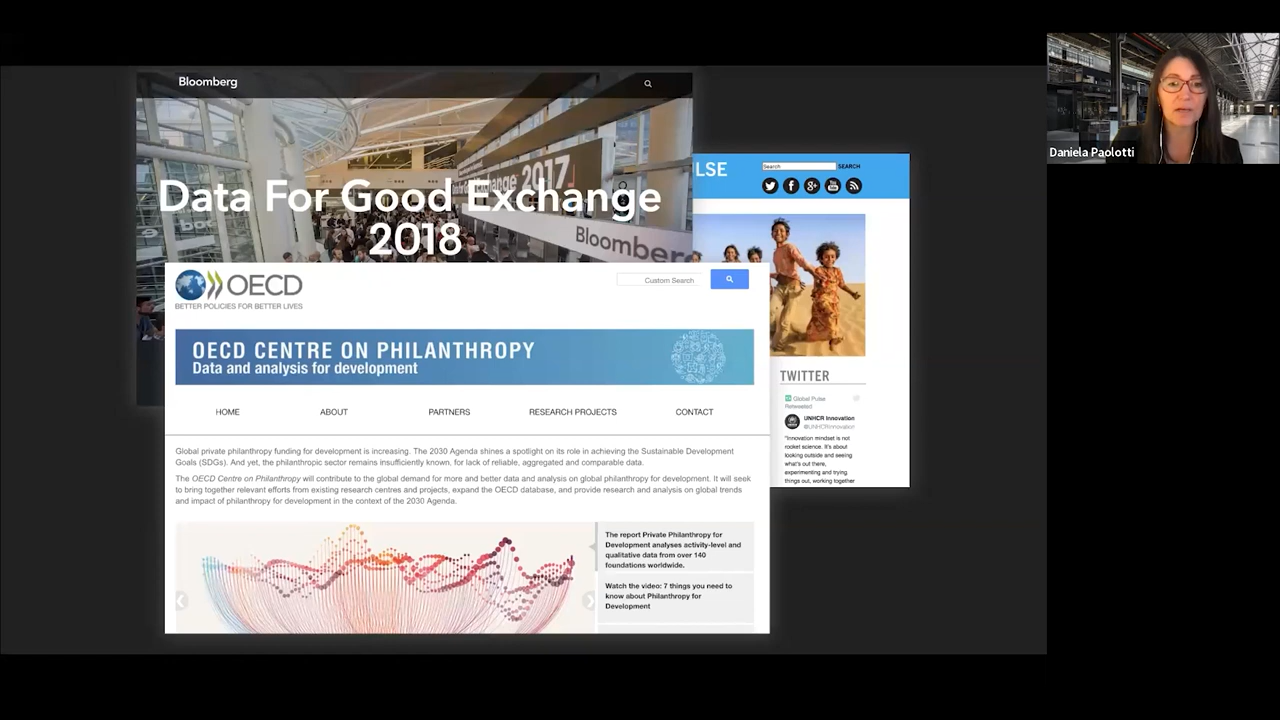 Bloomberg
2017
Data For Good Exchange
2018
Bloomberg
LSE
Search
SEARCH
OECD
BETTER POLICIES FOR BETTER LIVES
Custom Search
OECD CENTRE ON PHILANTHROPY
Data and analysis for development
HOME
ABOUT
PARTNERS
RESEARCH PROJECTS
CONTACT
Global private philanthropy funding for development is increasing. The 2030 Agenda shines a spotlight on its role in achieving the Sustainable Development
Goals (SDGs). And yet, the philanthropic sector remains insufficiently known, for lack of reliable, aggregated and comparable data.
The OECD Centre on Philanthropy will contribute to the global demand for more and better data and analysis on global philanthropy for development. It will seek
to bring together relevant efforts from existing research centres and projects, expand the OECD database, and provide research and analysis on global trends
and impact of philanthropy for development in the context of the 2030 Agenda.
The report Private Philanthropy for
Development analyses activity-level and
qualitative data from over 140
foundations worldwide.
Watch the video: 7 things you need to
know about Philanthropy for
Development
TWITTER
Global Pulse
Retweeted
UNHCR Innovation
@UNHCRInnovation
"Innovation mindset is not
rocket science. It's about
looking outside and seeing
what's out there,
experimenting and trying
things out, working together
Daniela Paolotti